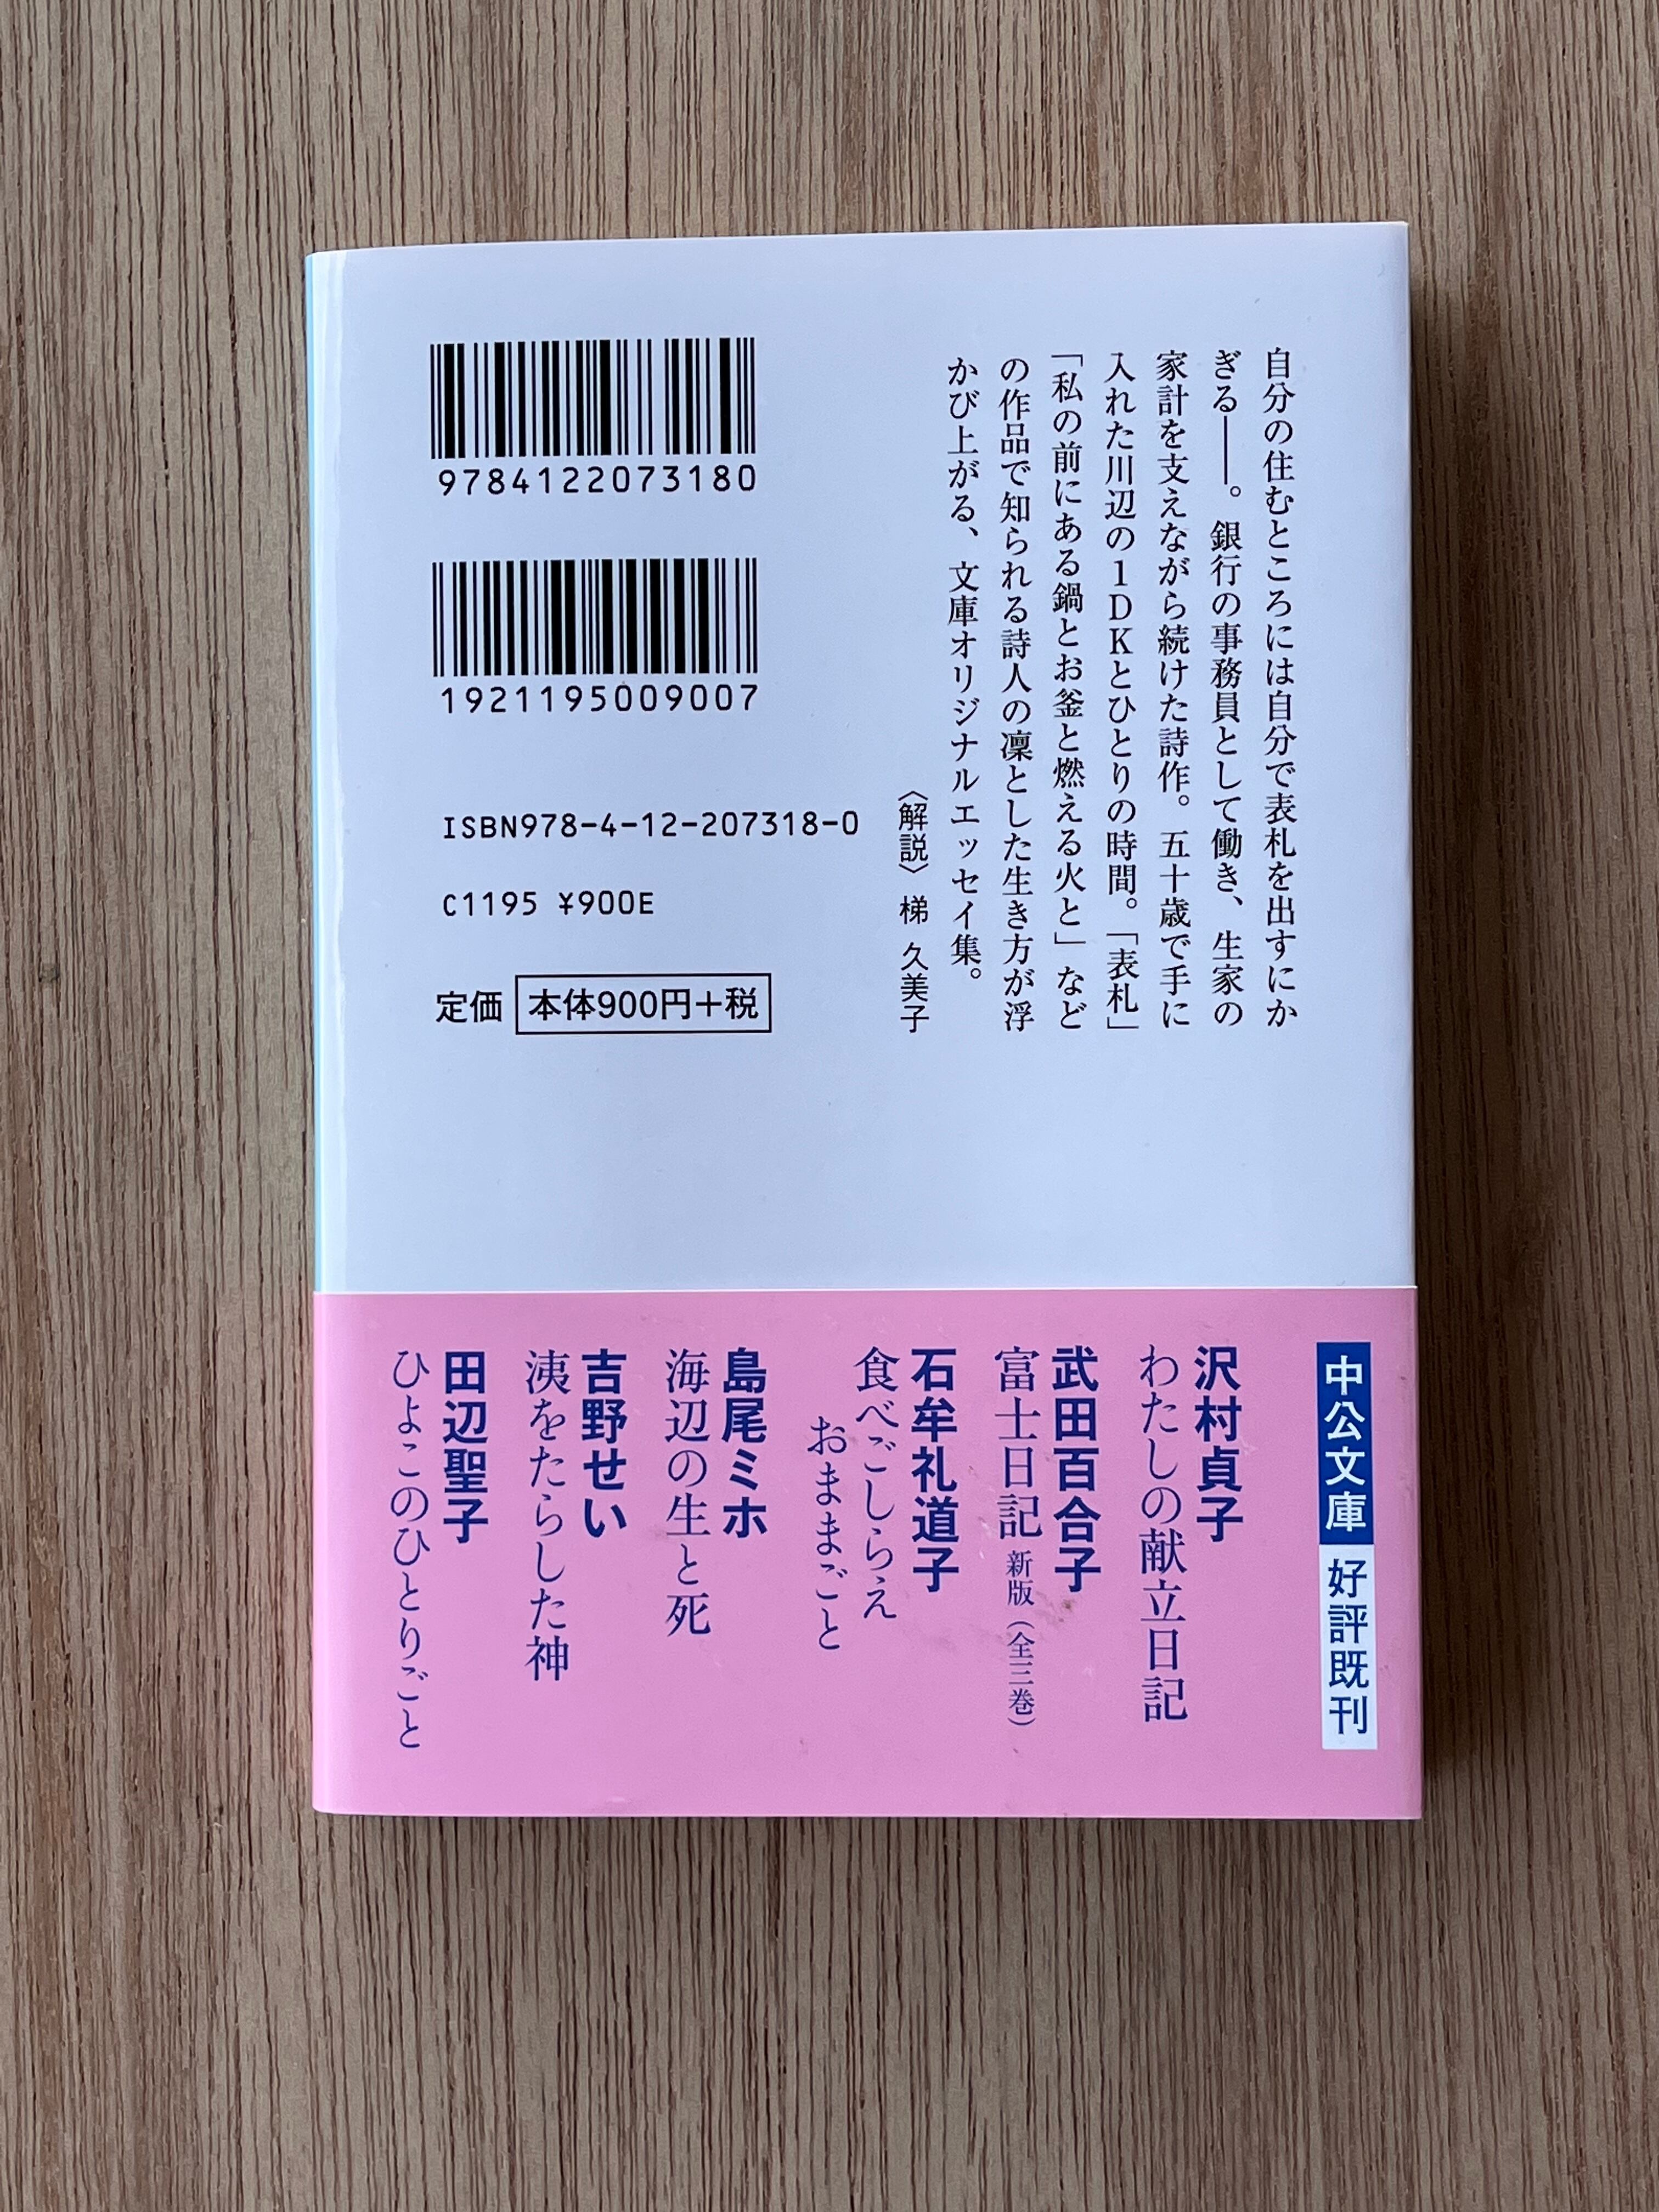 自分の住むところには自分で表札を出すにか
ぎる――。銀行の事務員として働き、生家の
家計を支えながら続けた詩作。五十歳で手に
入れた川辺の1DKとひとりの時間。「表札」
「私の前にある鍋とお釜と燃える火と」など
の作品で知られる詩人の凜とした生き方が浮
かび上がる、文庫オリジナルエッセイ集。
〈解説〉梯 久美子
9784122073180
1921195009007
ISBN978-4-12-207318-0
C1195 ¥900E
定価 本体900円+税
中公文庫 好評既刊
沢村貞子
わたしの献立日記
武田百合子
富士日記 新版（全三巻）
石牟礼道子
食べごしらえ
おままごと
島尾ミホ
海辺の生と死
吉野せい
洟をたらした神
田辺聖子
ひよこのひとりごと